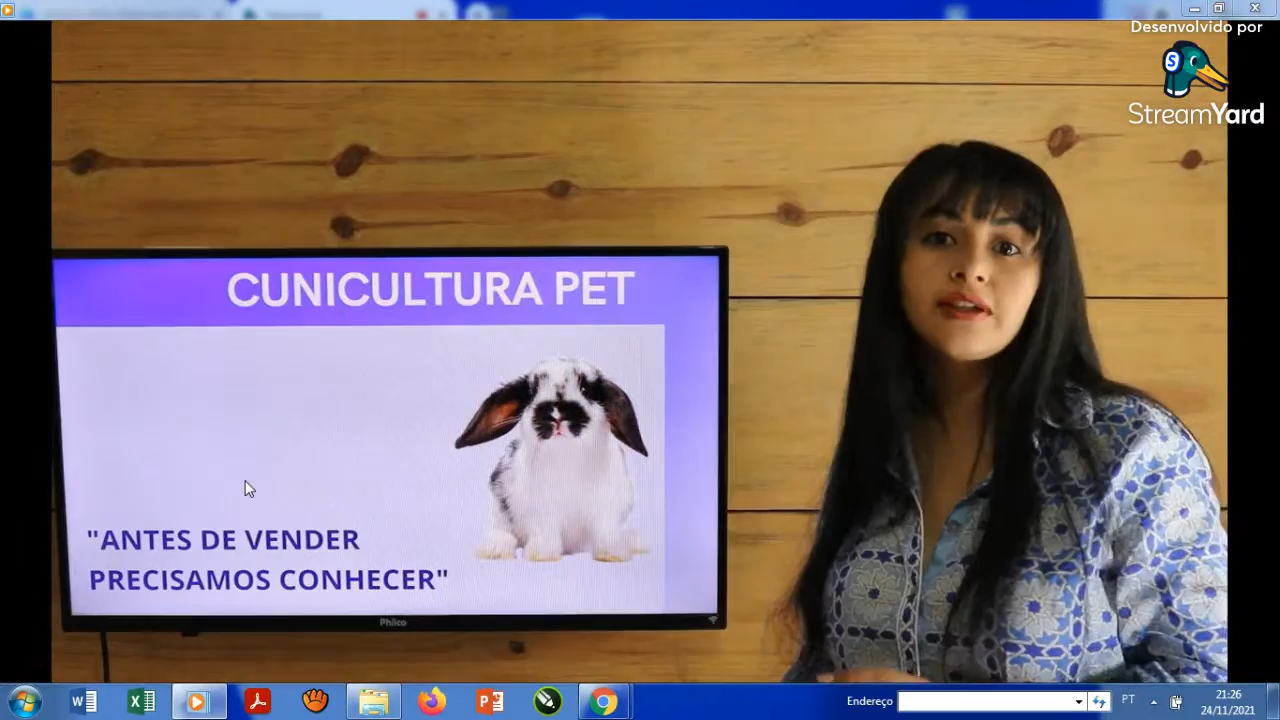 Desenvolvido por
StreamYard
CUNICULTURA PET
"ANTES DE VENDER
PRECISAMOS CONHECER"
Philco
Endereço
PT
21:26
24/11/2021